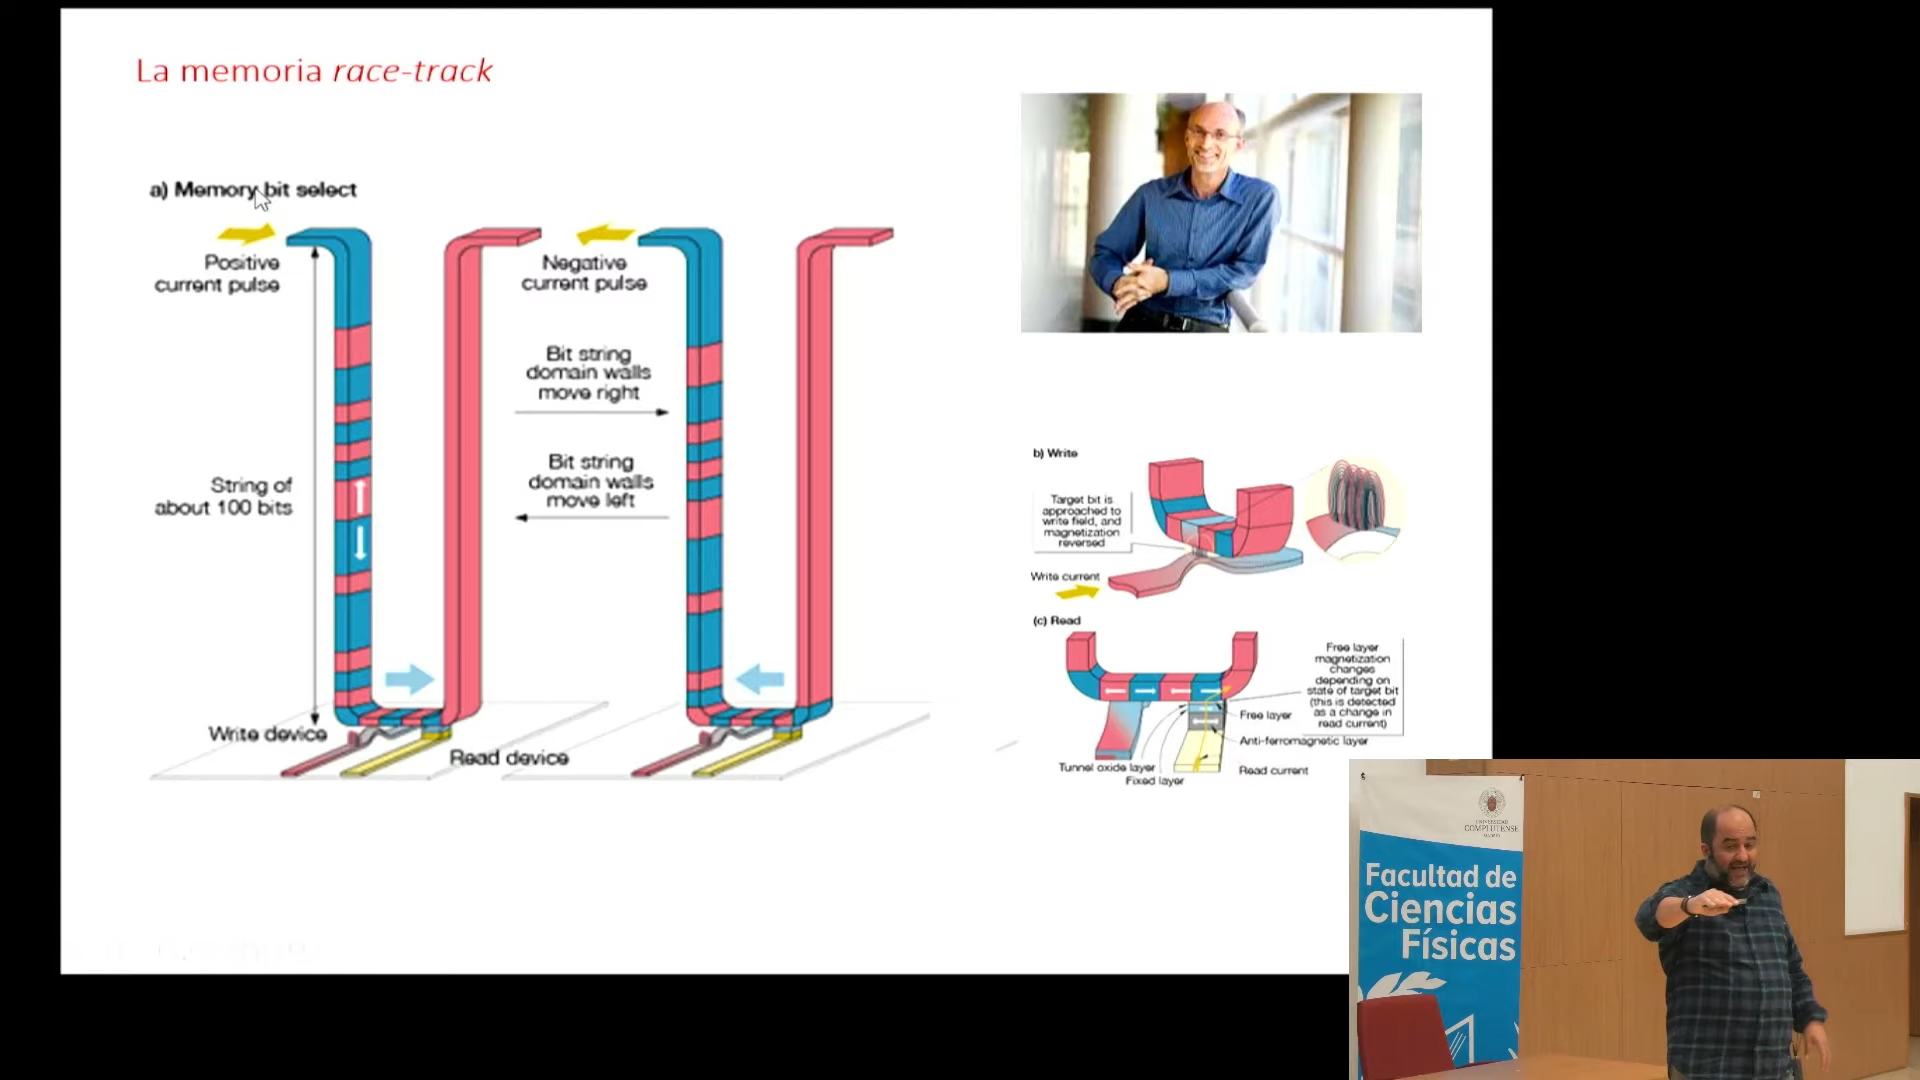 La memoria race-track
a) Memory bit select
Positive
current pulse
Negative
current pulse
Bit string
domain walls
move right
Bit string
domain walls
move left
String of
about 100 bits
Write device
Read device
b) Write
Target bit is
approached to
write field, and
magnetization
reversed
Write current
(c) Read
Free layer
magnetization
changes
depending on
state of target bit
(this is detected
as a change in
read current)
Free layer
Anti-ferromagnetic layer
Tunnel oxide layer
Fixed layer
Read current
UNIVERSIDAD
COMPLUTENSE
MADRID
Facultad de
Ciencias
Físicas